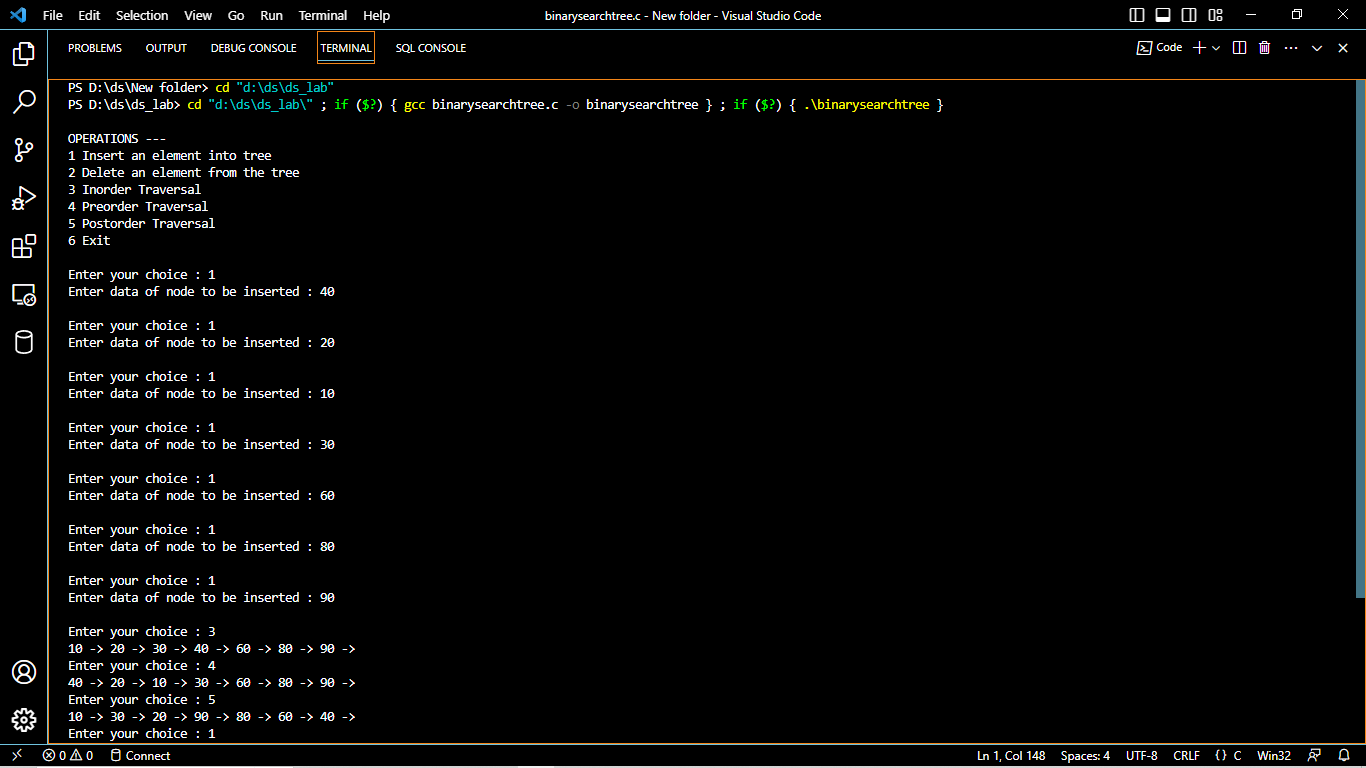 File Edit Selection View Go Run Terminal Help binarysearchtree.c - New folder - Visual Studio Code
PROBLEMS OUTPUT DEBUG CONSOLE TERMINAL SQL CONSOLE Code
PS D:\ds\New folder> cd "d:\ds\ds_lab"
PS D:\ds\ds_lab> cd "d:\ds\ds_lab\" ; if ($?) { gcc binarysearchtree.c -o binarysearchtree } ; if ($?) { .\binarysearchtree }
OPERATIONS ---
1 Insert an element into tree
2 Delete an element from the tree
3 Inorder Traversal
4 Preorder Traversal
5 Postorder Traversal
6 Exit
Enter your choice : 1
Enter data of node to be inserted : 40
Enter your choice : 1
Enter data of node to be inserted : 20
Enter your choice : 1
Enter data of node to be inserted : 10
Enter your choice : 1
Enter data of node to be inserted : 30
Enter your choice : 1
Enter data of node to be inserted : 60
Enter your choice : 1
Enter data of node to be inserted : 80
Enter your choice : 1
Enter data of node to be inserted : 90
Enter your choice : 3
10 -> 20 -> 30 -> 40 -> 60 -> 80 -> 90 ->
Enter your choice : 4
40 -> 20 -> 10 -> 30 -> 60 -> 80 -> 90 ->
Enter your choice : 5
10 -> 30 -> 20 -> 90 -> 80 -> 60 -> 40 ->
Enter your choice : 1
0 0 Connect Ln 1, Col 148 Spaces: 4 UTF-8 CRLF {} C Win32